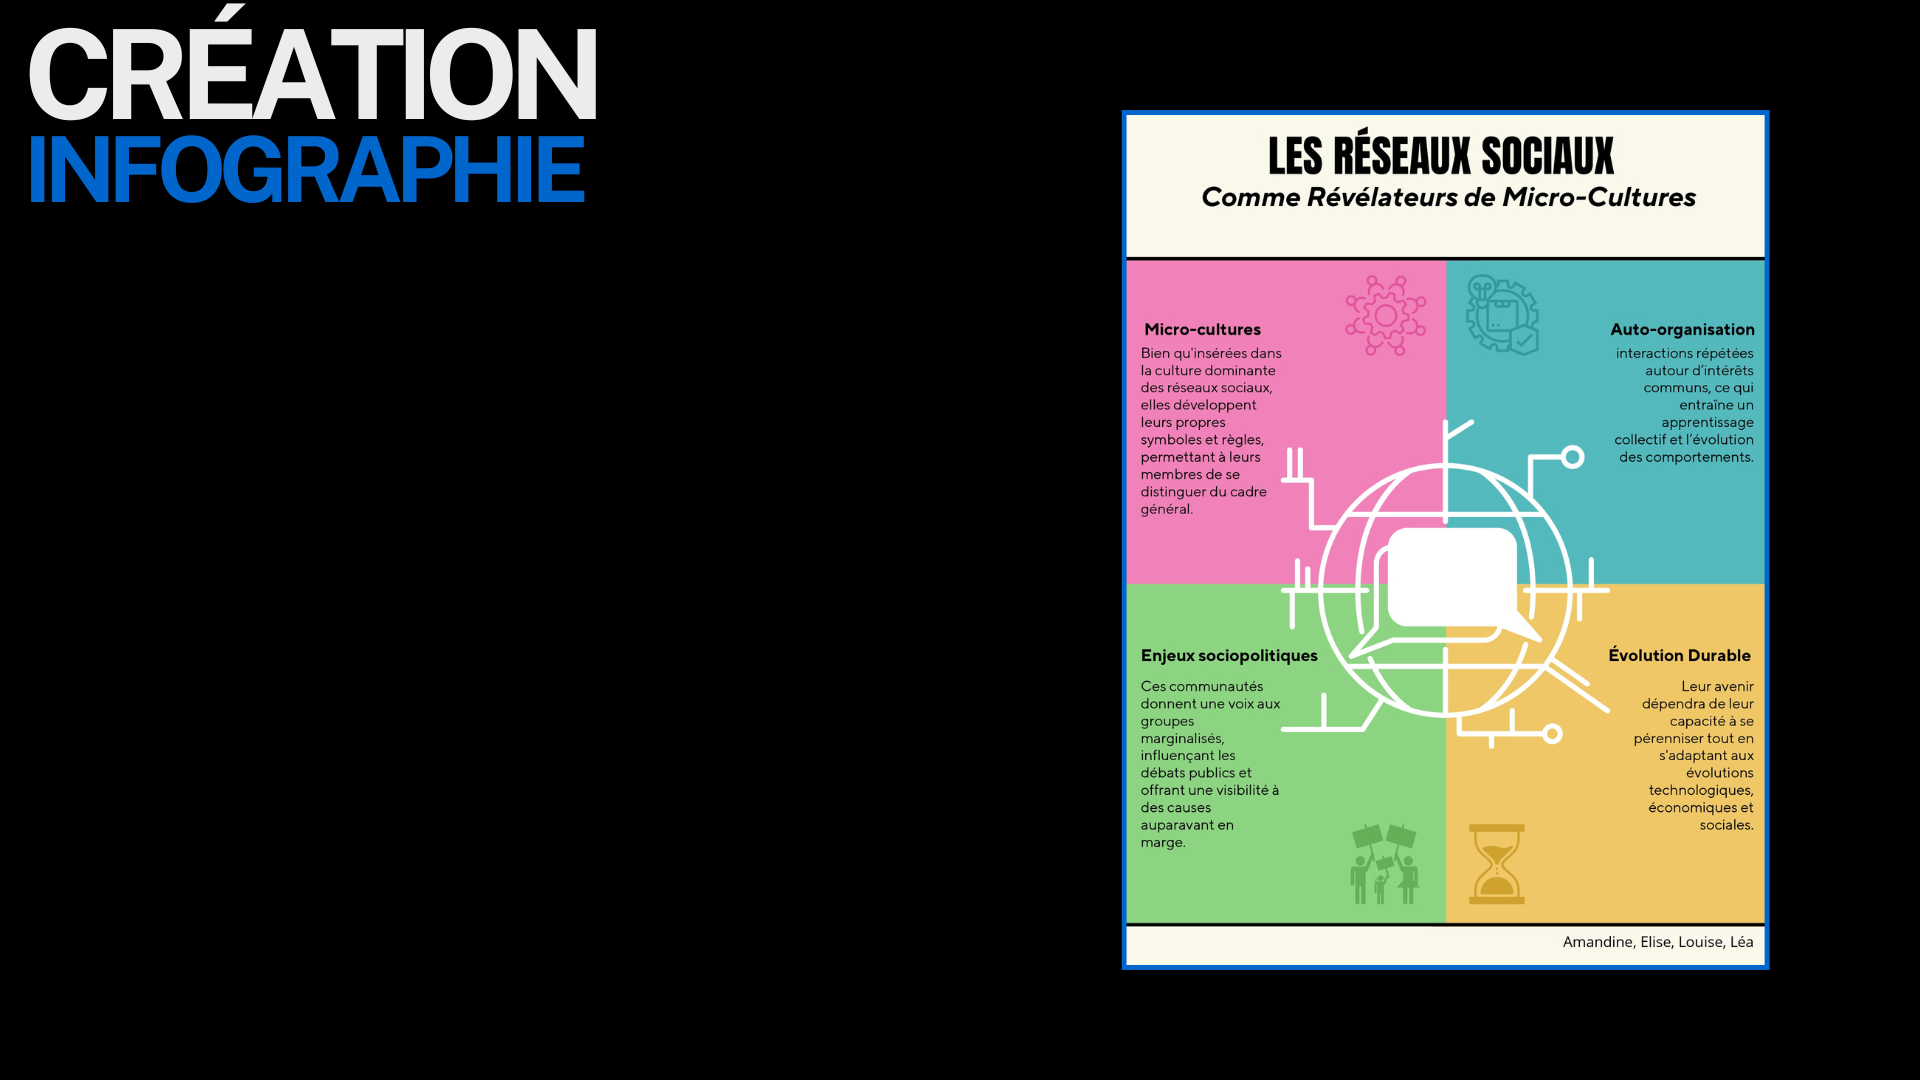 CRÉATION
INFOGRAPHIE
LES RÉSEAUX SOCIAUX
Comme Révélateurs de Micro-Cultures
Micro-cultures
Bien qu'insérées dans
la culture dominante
des réseaux sociaux,
elles développent
leurs propres
symboles et règles,
permettant à leurs
membres de se
distinguer du cadre
général.
Auto-organisation
interactions répétées
autour d'intérêts
communs, ce qui
entraîne un
apprentissage
collectif et l'évolution
des comportements.
Enjeux sociopolitiques
Ces communautés
donnent une voix aux
groupes
marginalisés,
influençant les
débats publics et
offrant une visibilité à
des causes
auparavant en
marge.
Évolution Durable
Leur avenir
dépendra de leur
capacité à se
pérenniser tout en
s'adaptant aux
évolutions
technologiques,
économiques et
sociales.
Amandine, Elise, Louise, Léa